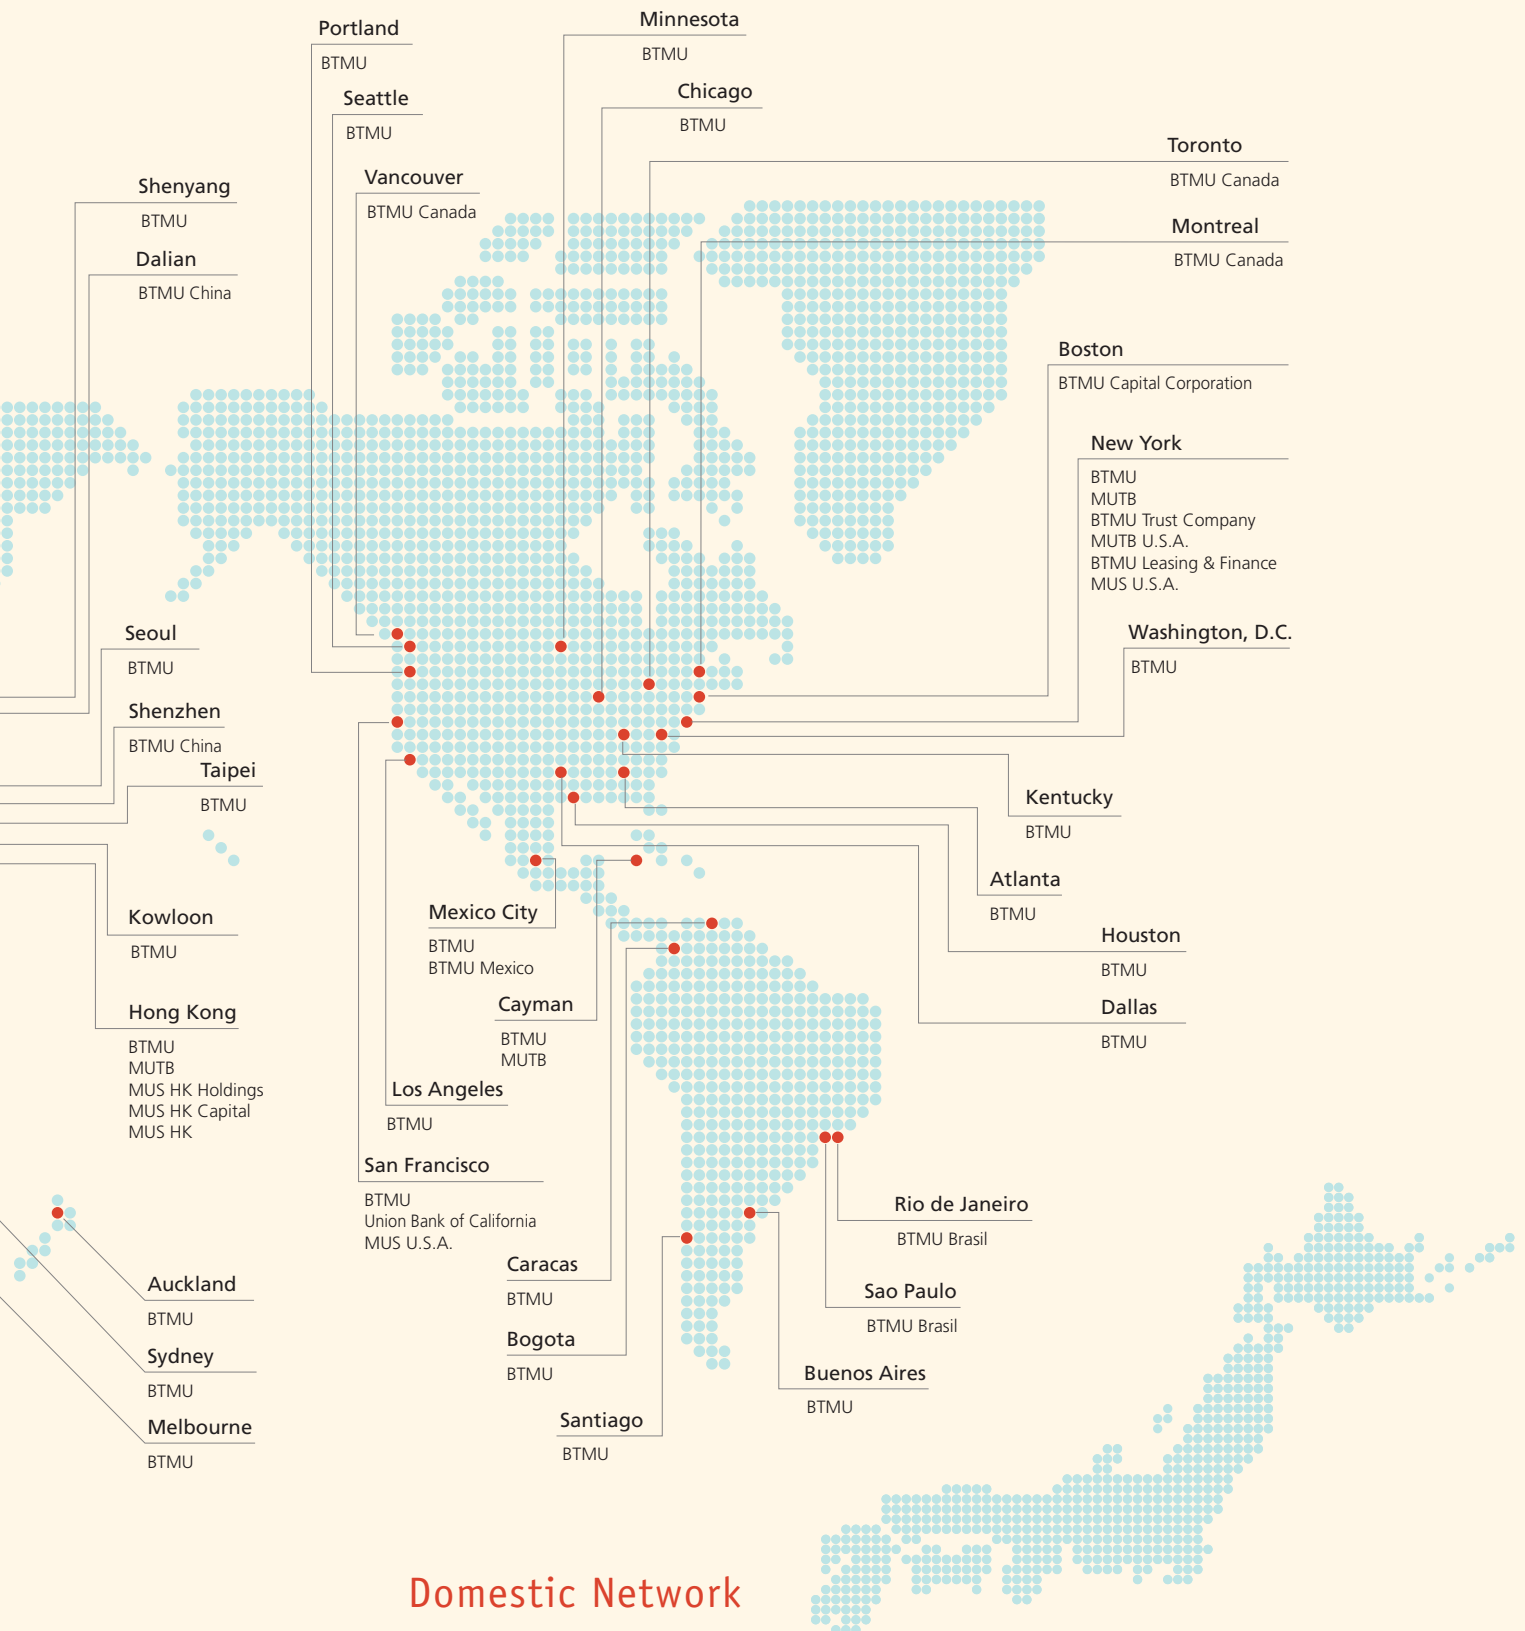 Portland
BTMU
Seattle
BTMU
Vancouver
BTMU Canada
Minnesota
BTMU
Chicago
BTMU
Toronto
BTMU Canada
Montreal
BTMU Canada
Boston
BTMU Capital Corporation
New York
BTMU
MUTB
BTMU Trust Company
MUTB U.S.A.
BTMU Leasing & Finance
MUS U.S.A.
Washington, D.C.
BTMU
Kentucky
BTMU
Atlanta
BTMU
Houston
BTMU
Dallas
BTMU
Shenyang
BTMU
Dalian
BTMU China
Seoul
BTMU
Shenzhen
BTMU China
Taipei
BTMU
Kowloon
BTMU
Hong Kong
BTMU
MUTB
MUS HK Holdings
MUS HK Capital
MUS HK
Auckland
BTMU
Sydney
BTMU
Melbourne
BTMU
Mexico City
BTMU
BTMU Mexico
Cayman
BTMU
MUTB
Los Angeles
BTMU
San Francisco
BTMU
Union Bank of California
MUS U.S.A.
Caracas
BTMU
Bogota
BTMU
Santiago
BTMU
Rio de Janeiro
BTMU Brasil
Sao Paulo
BTMU Brasil
Buenos Aires
BTMU
Domestic Network